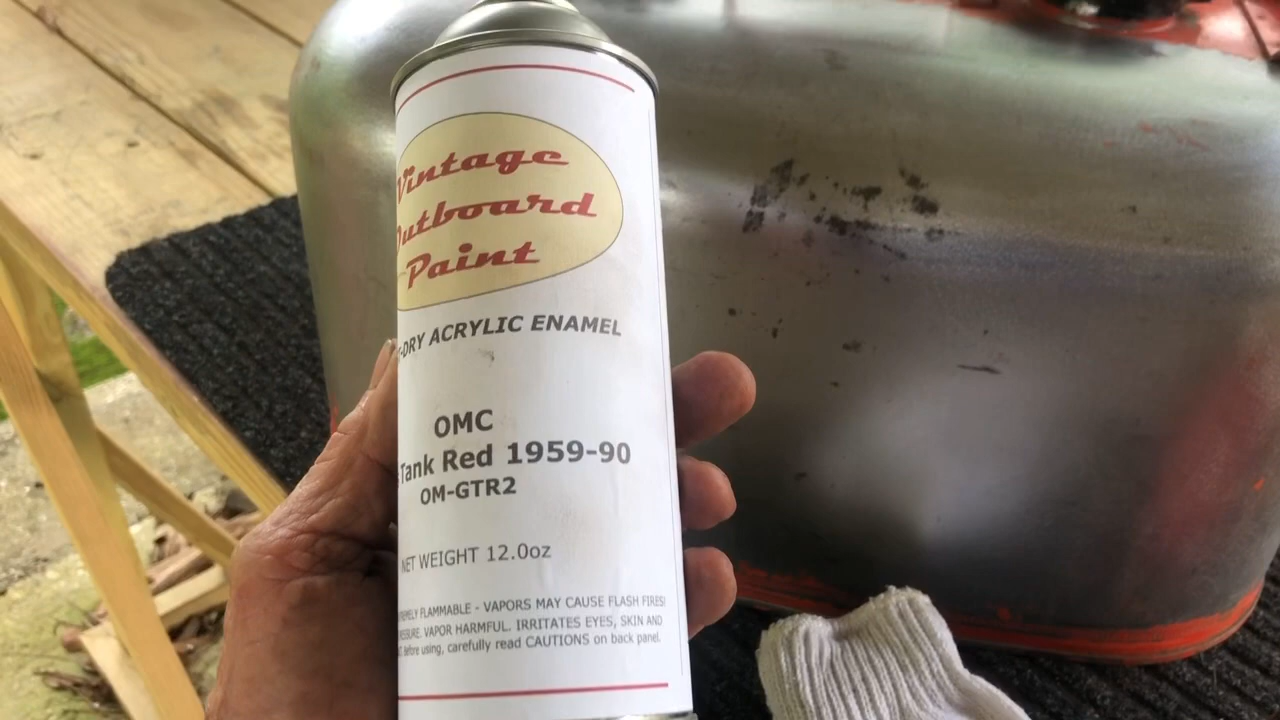 Vintage
Outboard
Paint
-DRY ACRYLIC ENAMEL
OMC
Tank Red 1959-90
OM-GTR2
NET WEIGHT 12.0oz
FLAMMABLE - VAPORS MAY CAUSE FLASH FIRES!
VAPOR HARMFUL. IRRITATES EYES, SKIN AND
Before using, carefully read CAUTIONS on back panel.